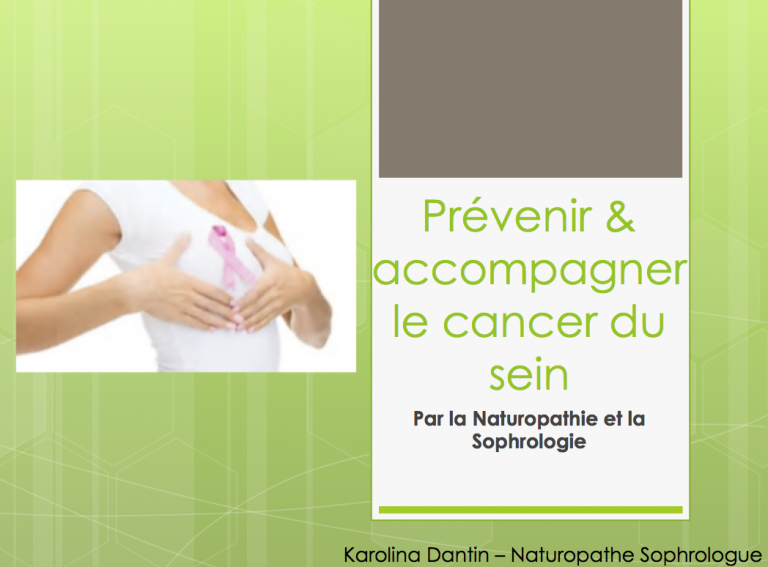 Prévenir &
accompagner
le cancer du
sein
Par la Naturopathie et la
Sophrologie
Karolina Dantin – Naturopathe Sophrologue